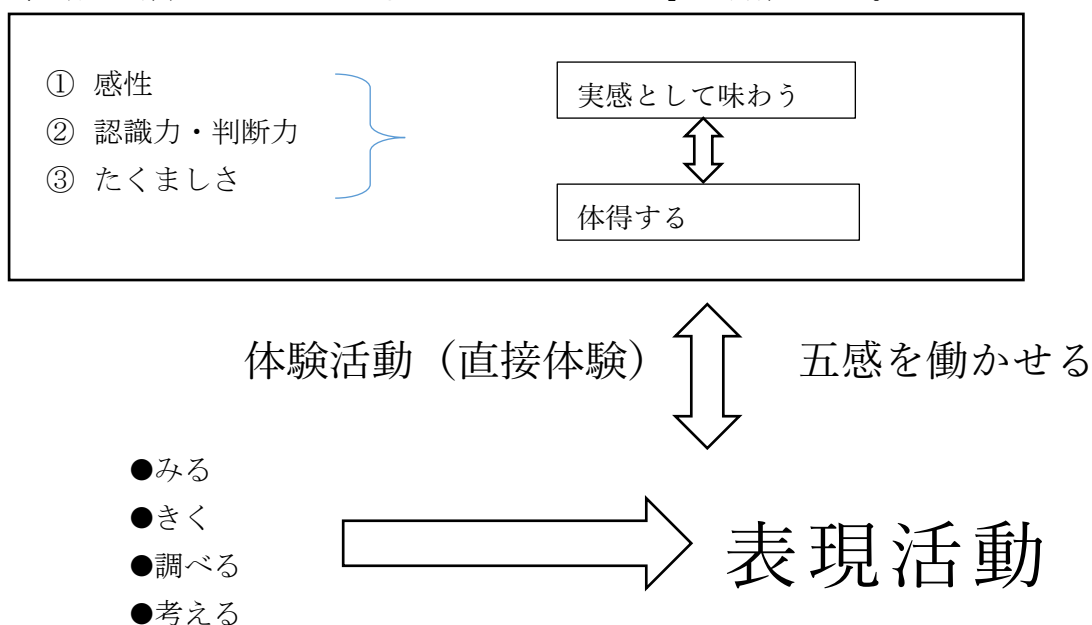 ① 感性
② 認識力・判断力
③ たくましさ
実感として味わう
体得する
体験活動（直接体験）
五感を働かせる
●みる
●きく
●調べる
●考える
表現活動